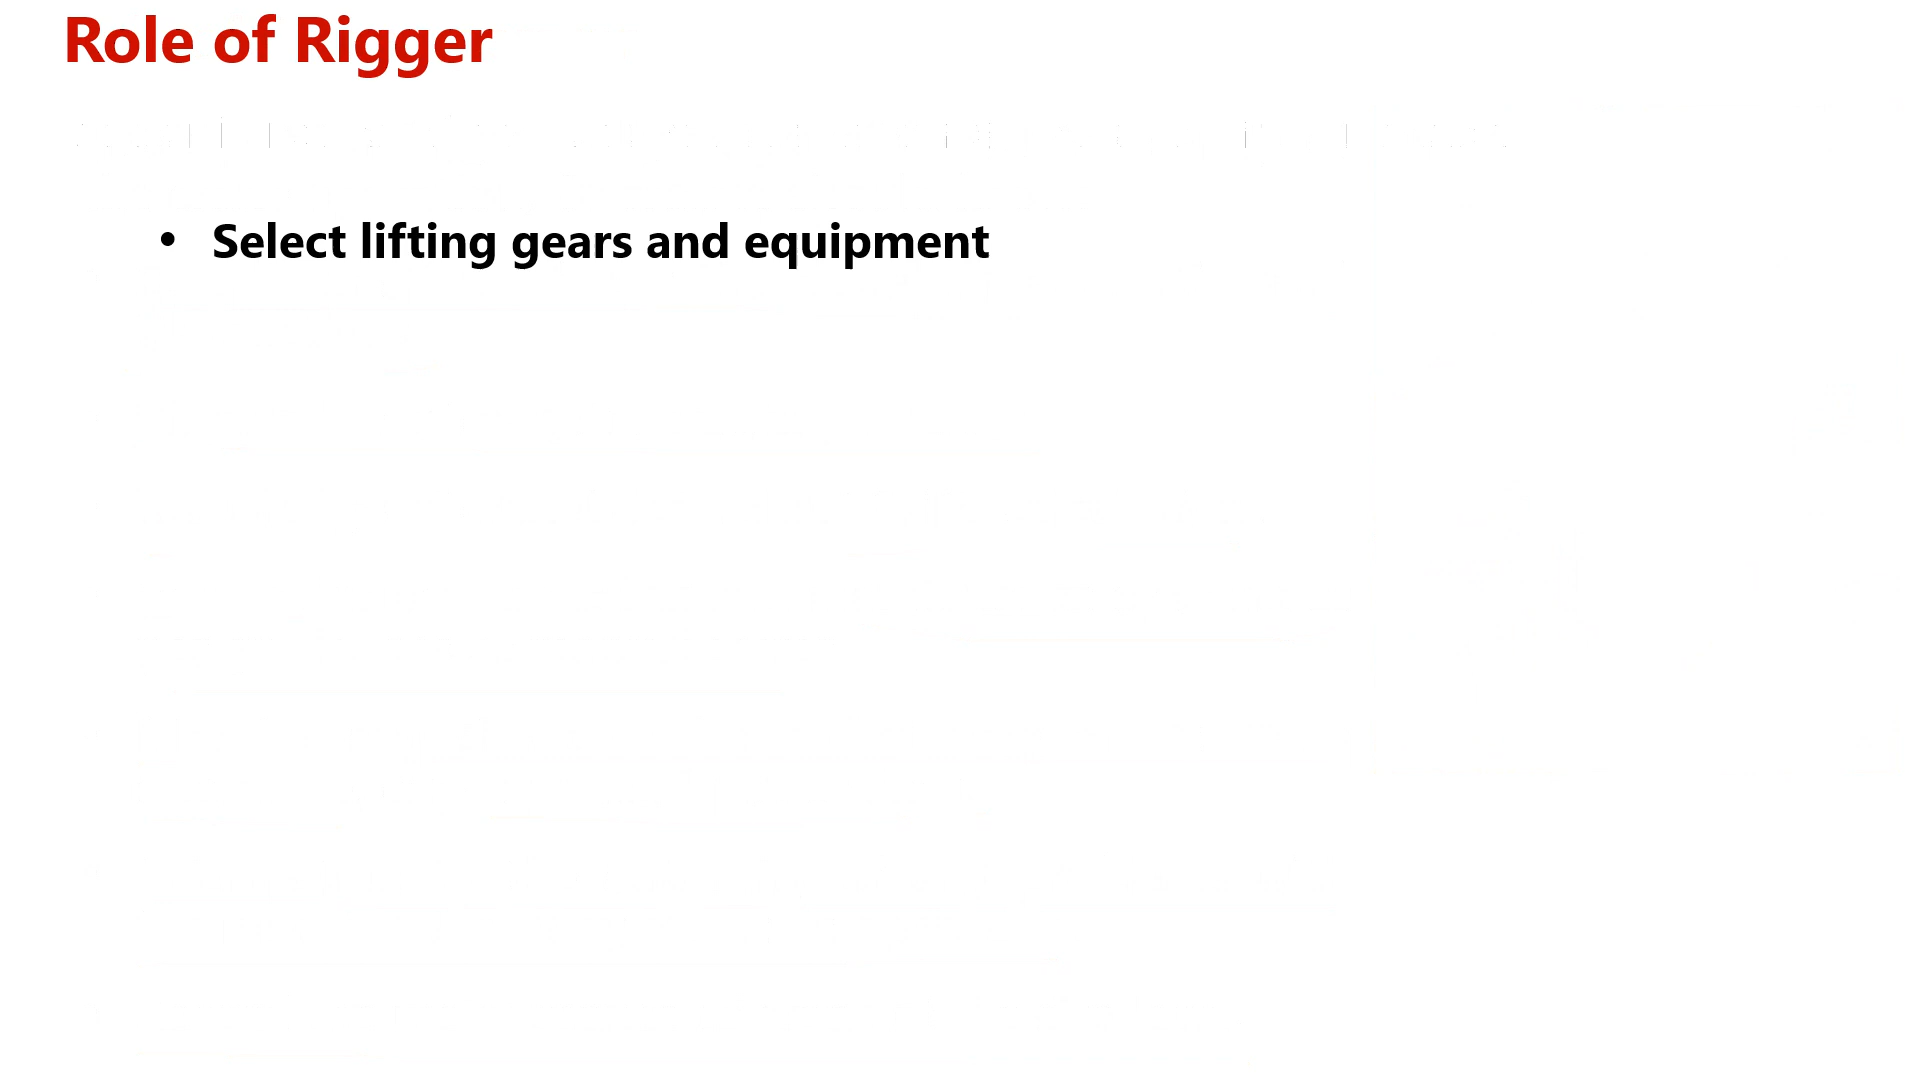 Role of Rigger
• Select lifting gears and equipment